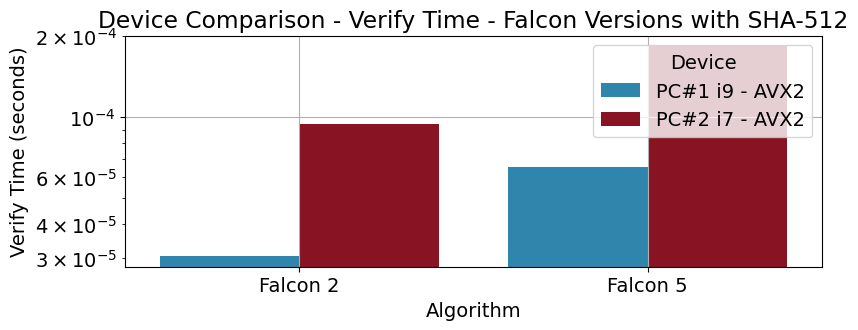 Device Comparison - Verify Time - Falcon Versions with SHA-512
Verify Time (seconds)
2 × 10⁻⁴
10⁻⁴
6 × 10⁻⁵
4 × 10⁻⁵
3 × 10⁻⁵
Device
PC#1 i9 - AVX2
PC#2 i7 - AVX2
Falcon 2
Falcon 5
Algorithm